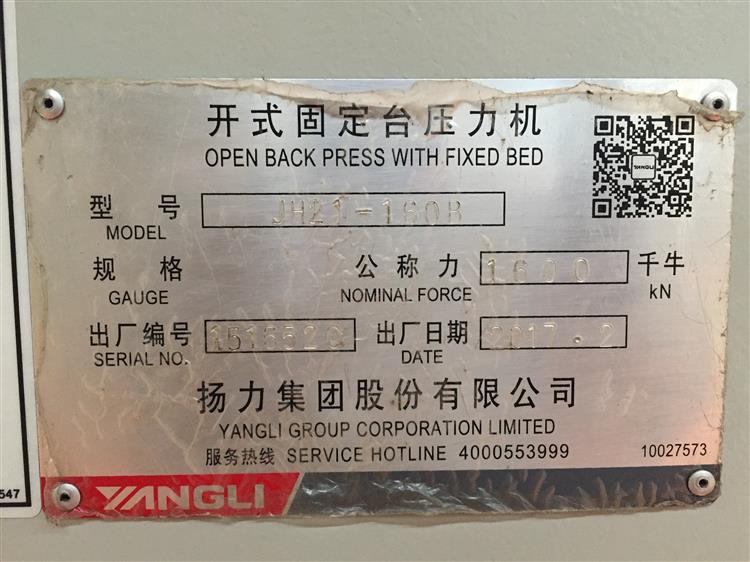 开式固定台压力机
OPEN BACK PRESS WITH FIXED BED
YANGLI
型号 JH21-160B
MODEL
规格 公称力 1600 千牛
GAUGE NOMINAL FORCE kN
出厂编号 出厂日期 2017.2
SERIAL NO. DATE
扬力集团股份有限公司
YANGLI GROUP CORPORATION LIMITED
服务热线 SERVICE HOTLINE 4000553999 10027573
YANGLI
547